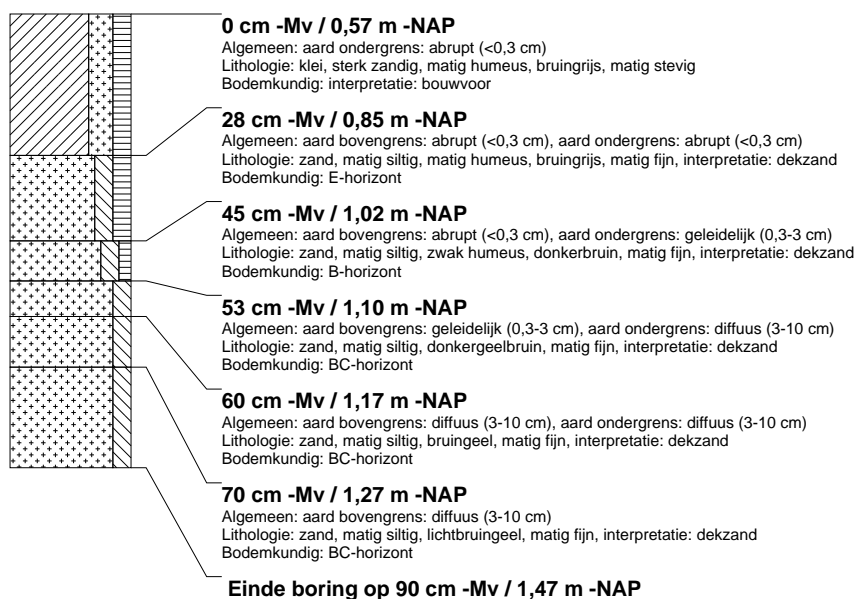 0 cm -Mv / 0,57 m -NAP
Algemeen: aard ondergrens: abrupt (<0,3 cm)
Lithologie: klei, sterk zandig, matig humeus, bruingrijs, matig stevig
Bodemkundig: interpretatie: bouwvoor
28 cm -Mv / 0,85 m -NAP
Algemeen: aard bovengrens: abrupt (<0,3 cm), aard ondergrens: abrupt (<0,3 cm)
Lithologie: zand, matig siltig, matig humeus, bruingrijs, matig fijn, interpretatie: dekzand
Bodemkundig: E-horizont
45 cm -Mv / 1,02 m -NAP
Algemeen: aard bovengrens: abrupt (<0,3 cm), aard ondergrens: geleidelijk (0,3-3 cm)
Lithologie: zand, matig siltig, zwak humeus, donkerbruin, matig fijn, interpretatie: dekzand
Bodemkundig: B-horizont
53 cm -Mv / 1,10 m -NAP
Algemeen: aard bovengrens: geleidelijk (0,3-3 cm), aard ondergrens: diffuus (3-10 cm)
Lithologie: zand, matig siltig, donkergeelbruin, matig fijn, interpretatie: dekzand
Bodemkundig: BC-horizont
60 cm -Mv / 1,17 m -NAP
Algemeen: aard bovengrens: diffuus (3-10 cm), aard ondergrens: diffuus (3-10 cm)
Lithologie: zand, matig siltig, bruingeel, matig fijn, interpretatie: dekzand
Bodemkundig: BC-horizont
70 cm -Mv / 1,27 m -NAP
Algemeen: aard bovengrens: diffuus (3-10 cm)
Lithologie: zand, matig siltig, lichtbruingeel, matig fijn, interpretatie: dekzand
Bodemkundig: BC-horizont
Einde boring op 90 cm -Mv / 1,47 m -NAP